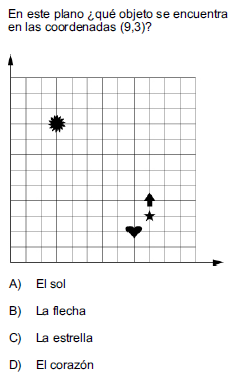 En este plano ¿qué objeto se encuentra
en las coordenadas (9,3)?
A) El sol
B) La flecha
C) La estrella
D) El corazón